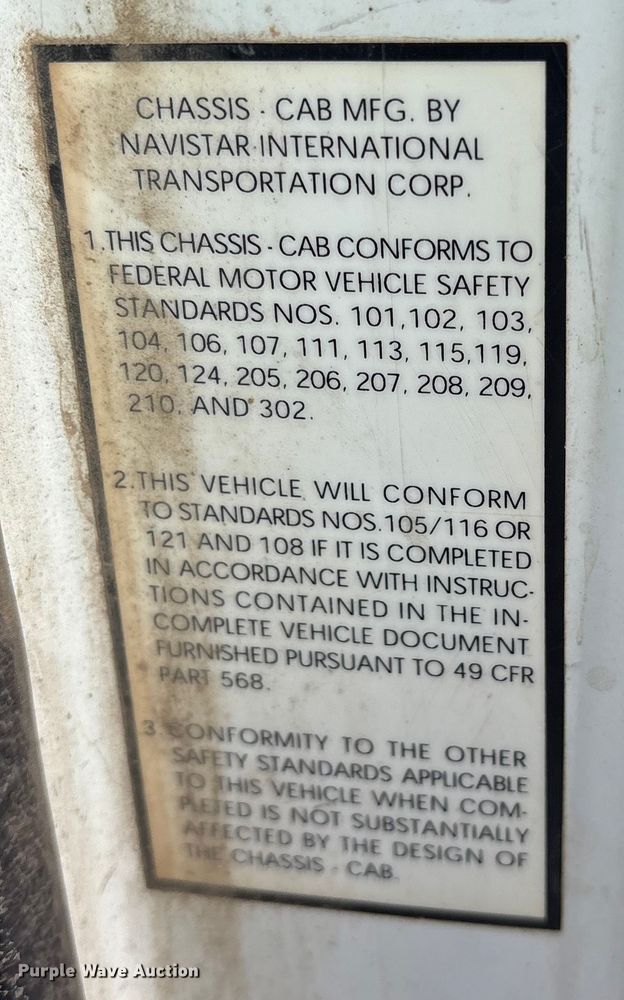 CHASSIS - CAB MFG. BY
NAVISTAR INTERNATIONAL
TRANSPORTATION CORP.
1.THIS CHASSIS - CAB CONFORMS TO
FEDERAL MOTOR VEHICLE SAFETY
STANDARDS NOS. 101,102, 103,
104, 106, 107, 111, 113, 115,119,
120, 124, 205, 206, 207, 208, 209,
210, AND 302.
2.THIS VEHICLE WILL CONFORM
TO STANDARDS NOS.105/116 OR
121 AND 108 IF IT IS COMPLETED
IN ACCORDANCE WITH INSTRUC-
TIONS CONTAINED IN THE IN-
COMPLETE VEHICLE DOCUMENT
FURNISHED PURSUANT TO 49 CFR
PART 568.
3.CONFORMITY TO THE OTHER
SAFETY STANDARDS APPLICABLE
TO THIS VEHICLE WHEN COM-
PLETED IS NOT SUBSTANTIALLY
AFFECTED BY THE DESIGN OF
THE CHASSIS - CAB.
Purple Wave Auction